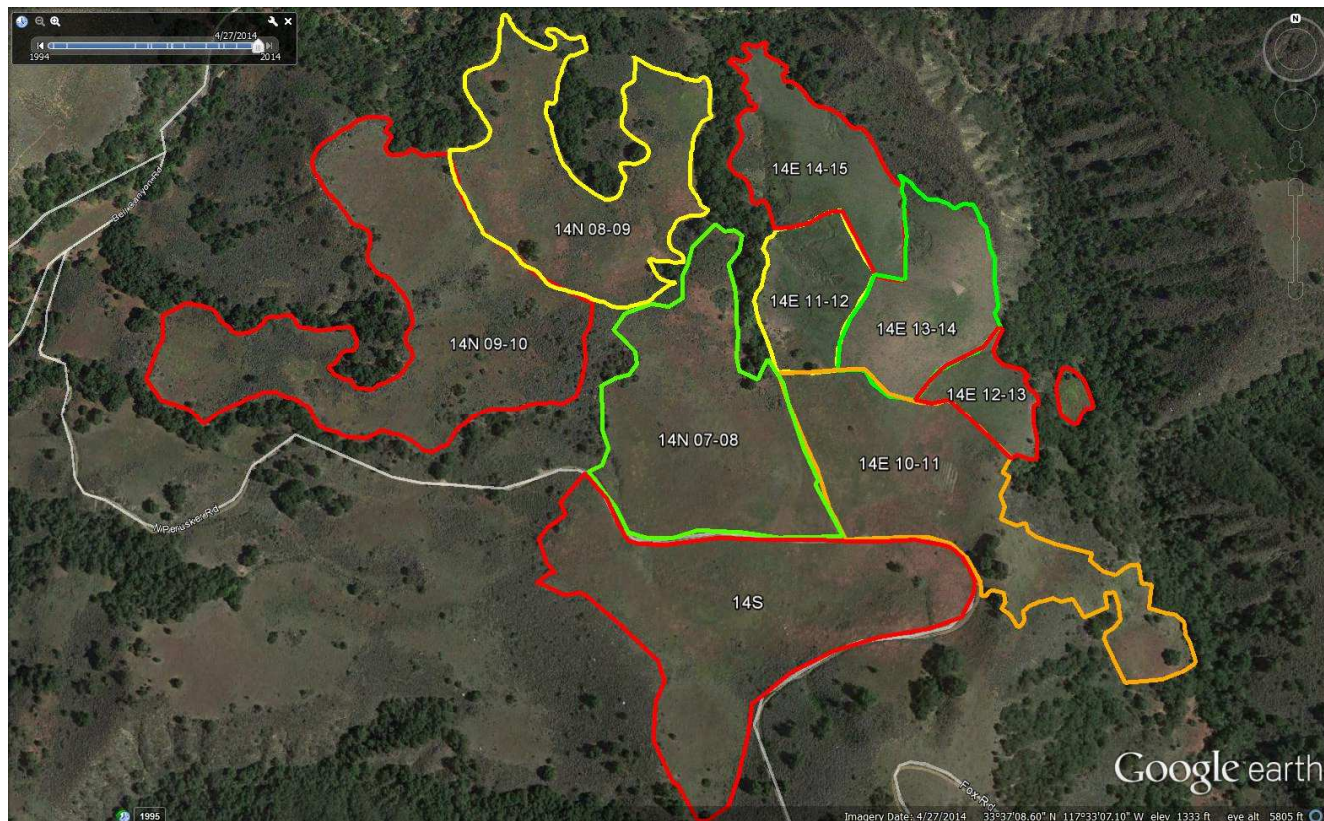 4/27/2014
1994
2014
N
14E 14-15
14N 08-09
14E 11-12
14E 13-14
14N 09-10
14E 12-13
14N 07-08
14E 10-11
14S
Google earth
Fox Rd
1995
Imagery Date: 4/27/2014 33°37'08.60" N 117°33'07.10" W elev 1333 ft eye alt 5805 ft